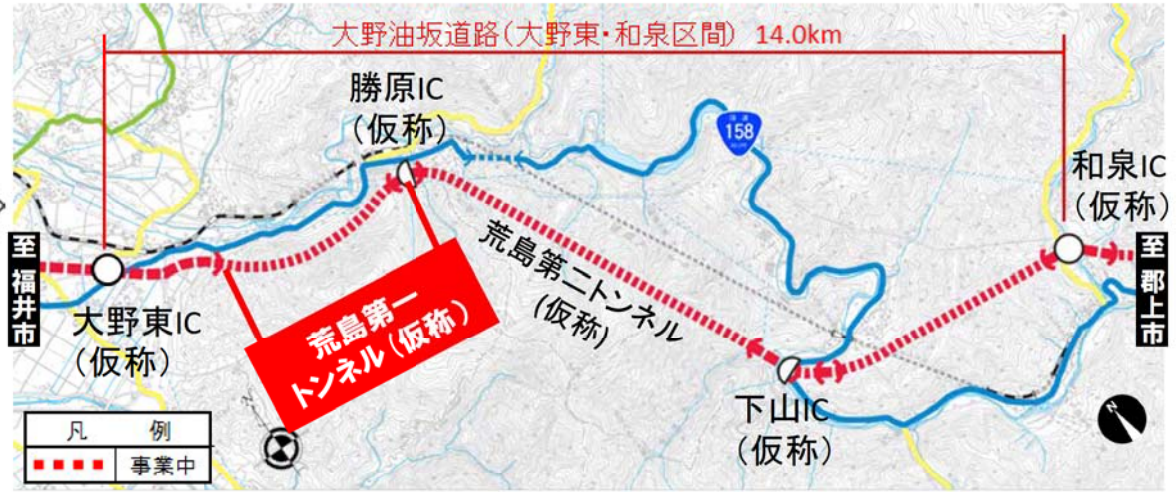 大野油坂道路(大野東・和泉区間) 14.0km
勝原IC
(仮称)
158
和泉IC
(仮称)
至 福井市
大野東IC
(仮称)
荒島第一
トンネル(仮称)
荒島第二トンネル
(仮称)
至 郡上市
下山IC
(仮称)
凡 例
事業中
N